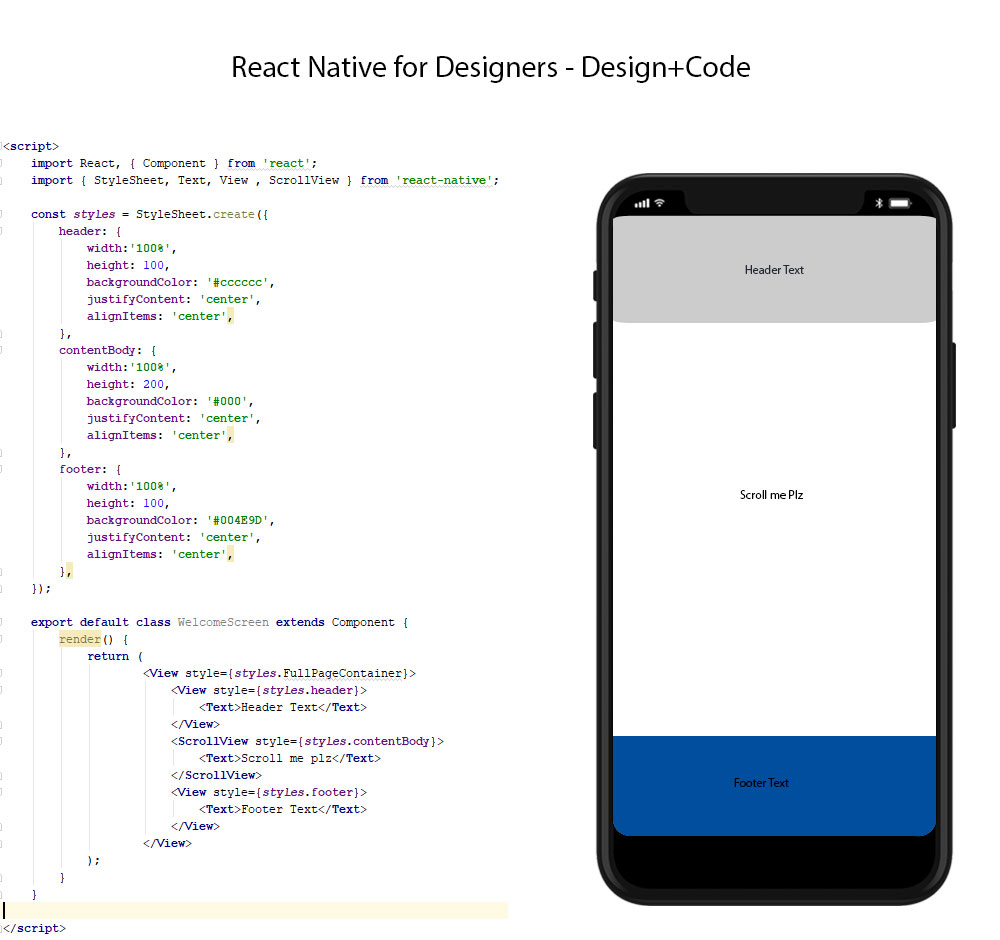 React Native for Designers - Design+Code
<script>
import React, { Component } from 'react';
import { StyleSheet, Text, View , ScrollView } from 'react-native';
const styles = StyleSheet.create({
header: {
width:'100%',
height: 100,
backgroundColor: '#cccccc',
justifyContent: 'center',
alignItems: 'center',
},
contentBody: {
width:'100%',
height: 200,
backgroundColor: '#000',
justifyContent: 'center',
alignItems: 'center',
},
footer: {
width:'100%',
height: 100,
backgroundColor: '#004E9D',
justifyContent: 'center',
alignItems: 'center',
},
});
export default class WelcomeScreen extends Component {
render() {
return (
<View style={styles.FullPageContainer}>
<View style={styles.header}>
<Text>Header Text</Text>
</View>
<ScrollView style={styles.contentBody}>
<Text>Scroll me plz</Text>
</ScrollView>
<View style={styles.footer}>
<Text>Footer Text</Text>
</View>
</View>
);
}
}
</script>
Header Text
Scroll me Plz
Footer Text